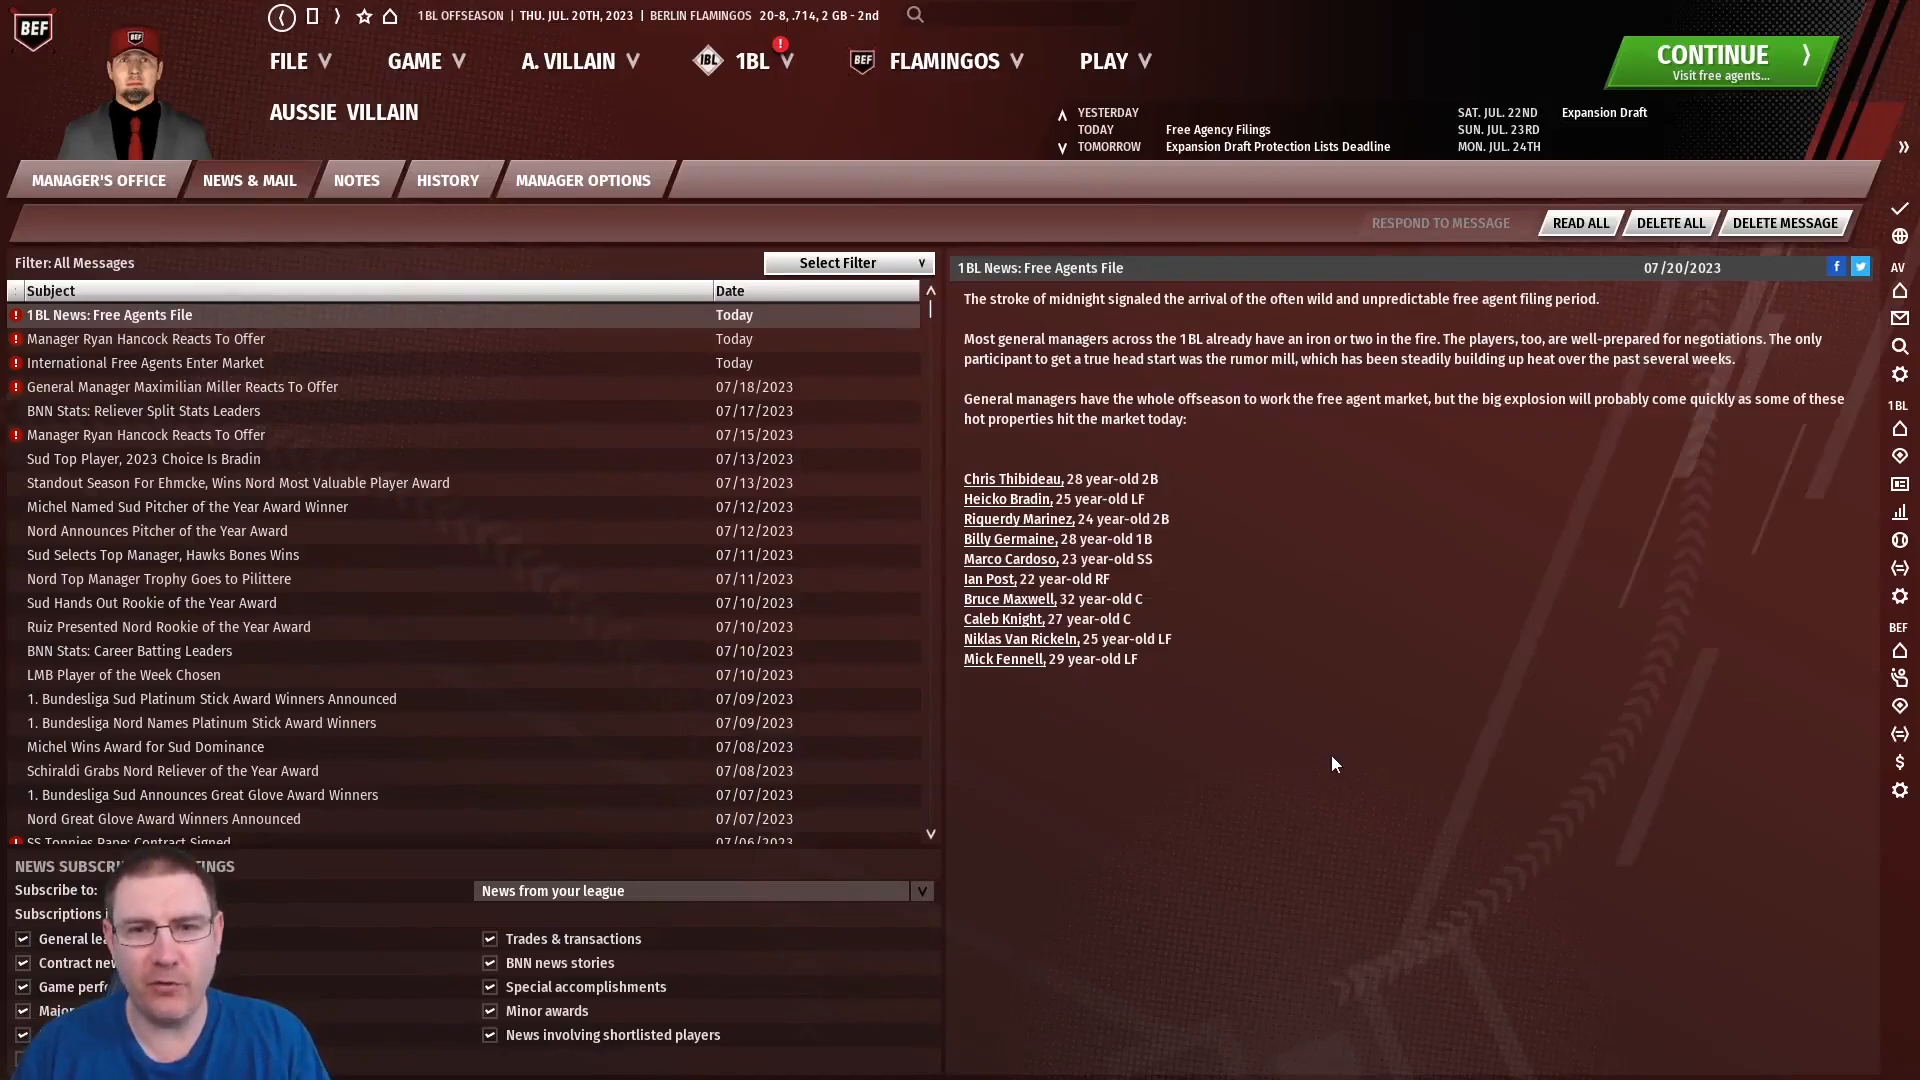 BEF
1BL OFFSEASON | THU. JUL. 20TH, 2023 | BERLIN FLAMINGOS 20-8, .714, 2 GB - 2nd
FILE GAME A. VILLAIN 1BL FLAMINGOS PLAY
CONTINUE
Visit free agents...
AUSSIE VILLAIN
YESTERDAY
TODAY Free Agency Filings
TOMORROW Expansion Draft Protection Lists Deadline
SAT. JUL. 22ND Expansion Draft
SUN. JUL. 23RD
MON. JUL. 24TH
MANAGER'S OFFICE NEWS & MAIL NOTES HISTORY MANAGER OPTIONS
RESPOND TO MESSAGE READ ALL DELETE ALL DELETE MESSAGE
Filter: All Messages Select Filter
Subject Date
1BL News: Free Agents File Today
Manager Ryan Hancock Reacts To Offer Today
International Free Agents Enter Market Today
General Manager Maximilian Miller Reacts To Offer 07/18/2023
BNN Stats: Reliever Split Stats Leaders 07/17/2023
Manager Ryan Hancock Reacts To Offer 07/15/2023
Sud Top Player, 2023 Choice Is Bradin 07/13/2023
Standout Season For Ehmcke, Wins Nord Most Valuable Player Award 07/13/2023
Michel Named Sud Pitcher of the Year Award Winner 07/12/2023
Nord Announces Pitcher of the Year Award 07/12/2023
Sud Selects Top Manager, Hawks Bones Wins 07/11/2023
Nord Top Manager Trophy Goes to Pilittere 07/11/2023
Sud Hands Out Rookie of the Year Award 07/10/2023
Ruiz Presented Nord Rookie of the Year Award 07/10/2023
BNN Stats: Career Batting Leaders 07/10/2023
LMB Player of the Week Chosen 07/10/2023
1. Bundesliga Sud Platinum Stick Award Winners Announced 07/09/2023
1. Bundesliga Nord Names Platinum Stick Award Winners 07/09/2023
Michel Wins Award for Sud Dominance 07/08/2023
Schiraldi Grabs Nord Reliever of the Year Award 07/08/2023
1. Bundesliga Sud Announces Great Glove Award Winners 07/07/2023
Nord Great Glove Award Winners Announced 07/07/2023
SS Tonnies Pape: Contract Signed 07/06/2023
1BL News: Free Agents File 07/20/2023
The stroke of midnight signaled the arrival of the often wild and unpredictable free agent filing period.
Most general managers across the 1BL already have an iron or two in the fire. The players, too, are well-prepared for negotiations. The only
participant to get a true head start was the rumor mill, which has been steadily building up heat over the past several weeks.
General managers have the whole offseason to work the free agent market, but the big explosion will probably come quickly as some of these
hot properties hit the market today:
Chris Thibideau, 28 year-old 2B
Heicko Bradin, 25 year-old LF
Riquerdy Marinez, 24 year-old 2B
Billy Germaine, 28 year-old 1B
Marco Cardoso, 23 year-old SS
Ian Post, 22 year-old RF
Bruce Maxwell, 32 year-old C
Caleb Knight, 27 year-old C
Niklas Van Rickeln, 25 year-old LF
Mick Fennell, 29 year-old LF
NEWS
Subscribe to: News from your league
Subscriptions
General
Contract
Game
Major
Trades & transactions
BNN news stories
Special accomplishments
Minor awards
News involving shortlisted players
AV
1BL
BEF